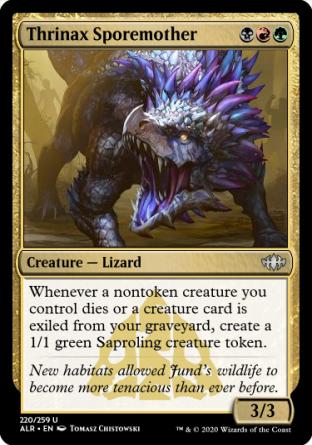 Thrinax Sporemother
Creature — Lizard
Whenever a nontoken creature you
control dies or a creature card is
exiled from your graveyard, create a
1/1 green Saproling creature token.
New habitats allowed Jund's wildlife to
become more tenacious than ever before.
3/3
220/259 U
ALR • EN Tomasz Chistowski
™ & © 2020 Wizards of the Coast